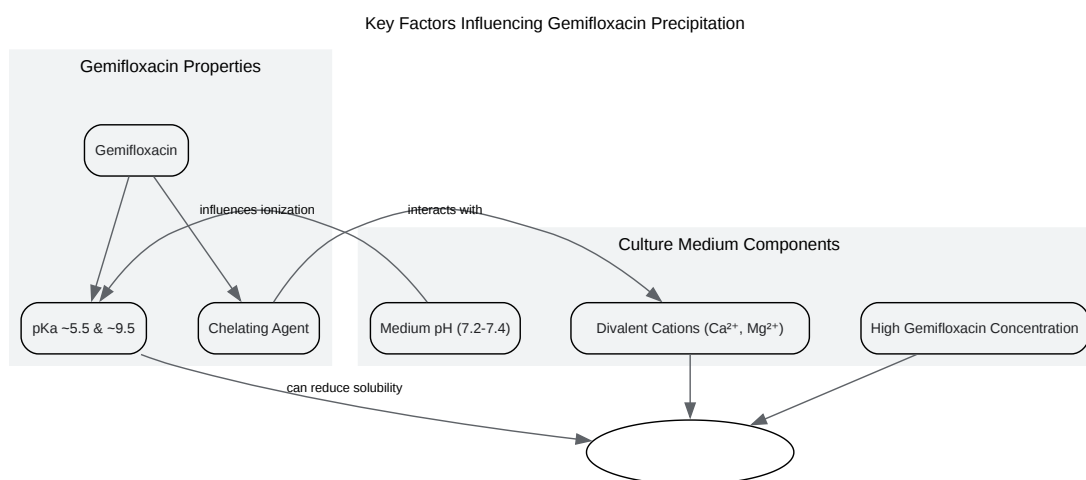 Key Factors Influencing Gemifloxacin Precipitation
Gemifloxacin Properties
Gemifloxacin
influences ionization
interacts with
Culture Medium Components
pKa ~5.5 & ~9.5
Chelating Agent
Medium pH (7.2-7.4)
Divalent Cations (Ca²⁺, Mg²⁺)
High Gemifloxacin Concentration
can reduce solubility